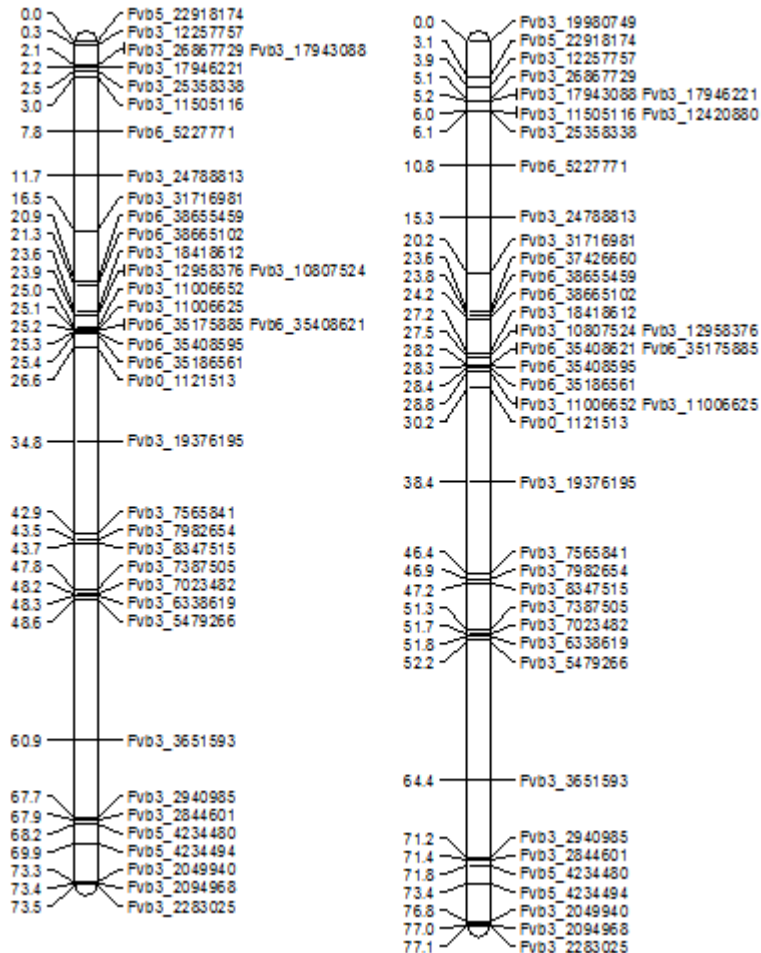 0.0 Fvb5_22918174
0.3 Fvb3_12257757
2.1 Fvb3_26867729 Fvb3_17943088
2.2 Fvb3_17946221
2.5 Fvb3_25358338
3.0 Fvb3_11505116
7.8 Fvb6_5227771
11.7 Fvb3_24788813
16.5 Fvb3_31716981
20.9 Fvb6_38655459
21.3 Fvb6_38665102
23.6 Fvb3_18418612
23.9 Fvb3_12958376 Fvb3_10807524
25.0 Fvb3_11006652
25.1 Fvb3_11006625
25.2 Fvb6_35175885 Fvb6_35408621
25.3 Fvb6_35408595
25.4 Fvb6_35186561
26.6 Fvb0_1121513
34.8 Fvb3_19376195
42.9 Fvb3_7565841
43.5 Fvb3_7982654
43.7 Fvb3_8347515
47.8 Fvb3_7387505
48.2 Fvb3_7023482
48.3 Fvb3_6338619
48.6 Fvb3_5479266
60.9 Fvb3_3651593
67.7 Fvb3_2940985
67.9 Fvb3_2844601
68.2 Fvb5_4234480
69.9 Fvb5_4234494
73.3 Fvb3_2049940
73.4 Fvb3_2094968
73.5 Fvb3_2283025
0.0 Fvb3_19980749
3.1 Fvb5_22918174
3.9 Fvb3_12257757
5.1 Fvb3_26867729
5.2 Fvb3_17943088 Fvb3_17946221
6.0 Fvb3_11505116 Fvb3_12420880
6.1 Fvb3_25358338
10.8 Fvb6_5227771
15.3 Fvb3_24788813
20.2 Fvb3_31716981
23.6 Fvb6_37426660
23.8 Fvb6_38655459
24.2 Fvb6_38665102
27.2 Fvb3_18418612
27.5 Fvb3_10807524 Fvb3_12958376
28.2 Fvb6_35408621 Fvb6_35175885
28.3 Fvb6_35408595
28.4 Fvb6_35186561
28.8 Fvb3_11006652 Fvb3_11006625
30.2 Fvb0_1121513
38.4 Fvb3_19376195
46.4 Fvb3_7565841
46.9 Fvb3_7982654
47.2 Fvb3_8347515
51.3 Fvb3_7387505
51.7 Fvb3_7023482
51.8 Fvb3_6338619
52.2 Fvb3_5479266
64.4 Fvb3_3651593
71.2 Fvb3_2940985
71.4 Fvb3_2844601
71.8 Fvb5_4234480
73.4 Fvb5_4234494
76.8 Fvb3_2049940
77.0 Fvb3_2094968
77.1 Fvb3_2283025